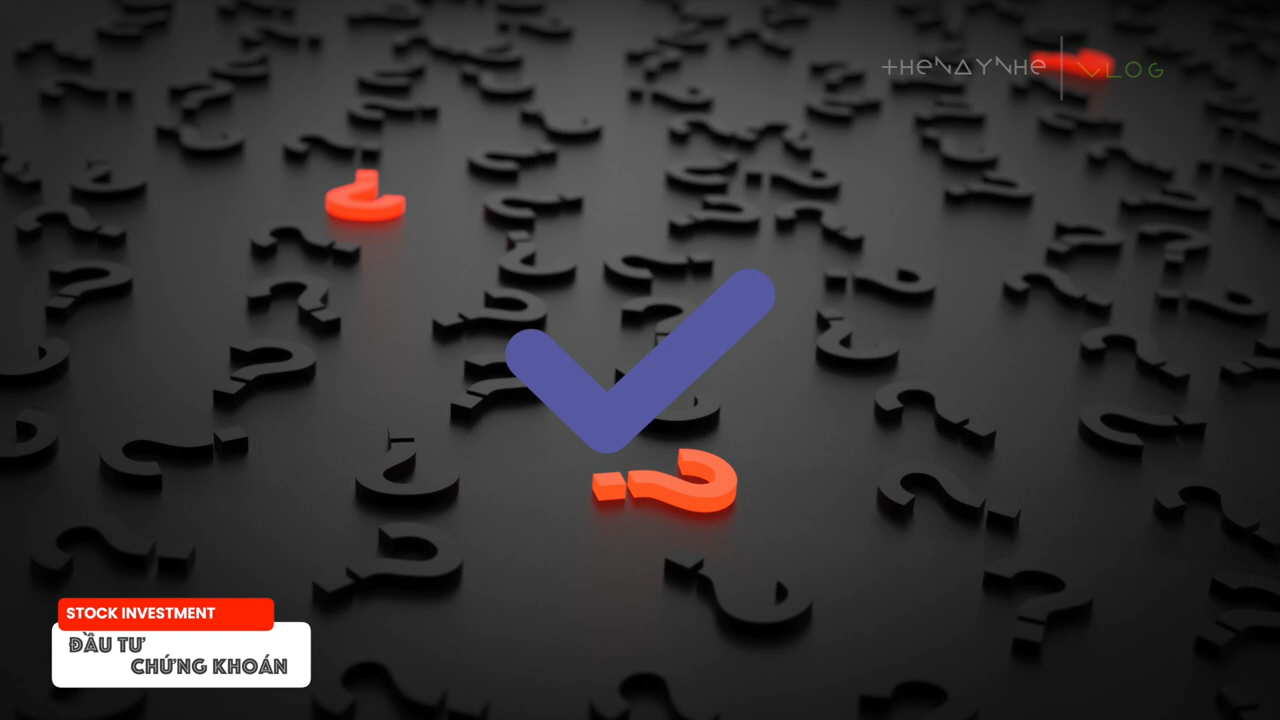 THENAYNHE VLOG
STOCK INVESTMENT
ĐẦU TƯ
CHỨNG KHOÁN